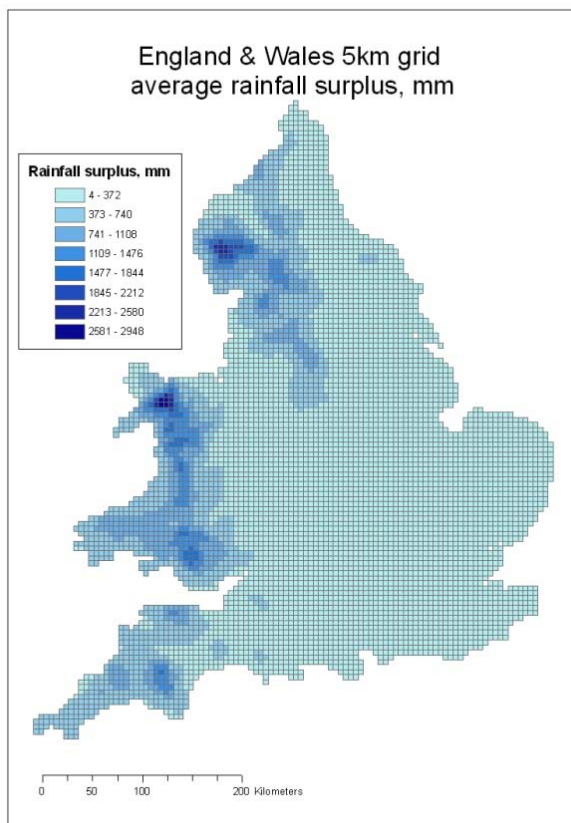 England & Wales 5km grid
average rainfall surplus, mm
Rainfall surplus, mm
4 - 372
373 - 740
741 - 1108
1109 - 1476
1477 - 1844
1845 - 2212
2213 - 2580
2581 - 2948
0 50 100 200 Kilometers